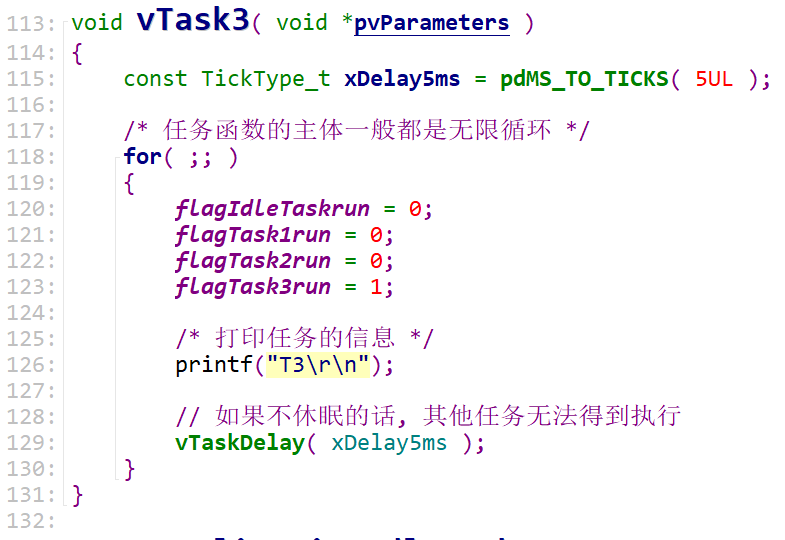 113: void vTask3( void *pvParameters )
114: {
115:     const TickType_t xDelay5ms = pdMS_TO_TICKS( 5UL );
116:
117:     /* 任务函数的主体一般都是无限循环 */
118:     for( ;; )
119:     {
120:         flagIdleTaskrun = 0;
121:         flagTask1run = 0;
122:         flagTask2run = 0;
123:         flagTask3run = 1;
124:
125:         /* 打印任务的信息 */
126:         printf("T3\r\n");
127:
128:         // 如果不休眠的话, 其他任务无法得到执行
129:         vTaskDelay( xDelay5ms );
130:     }
131: }
132: